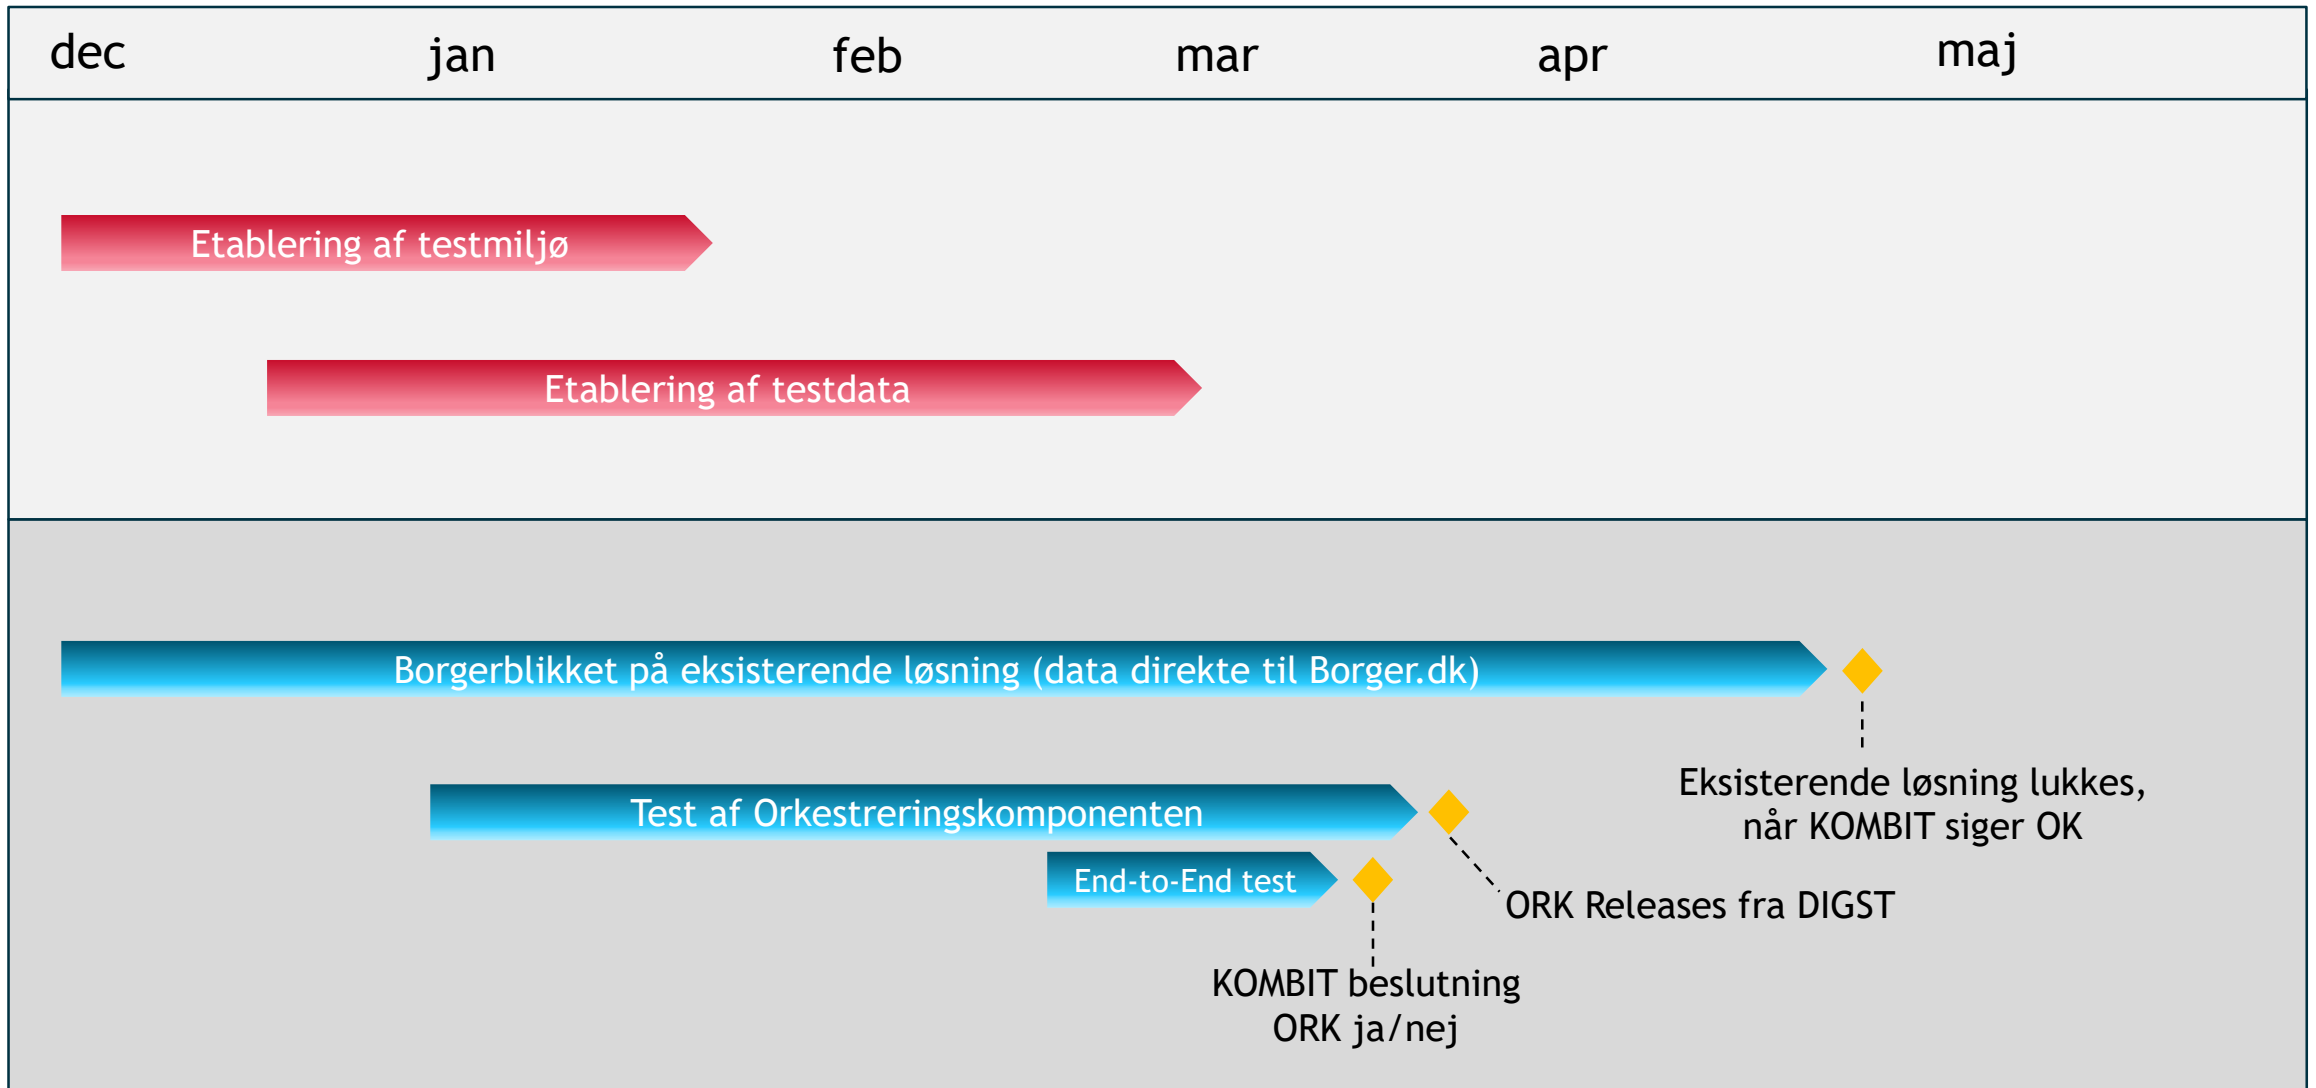 dec jan feb mar apr maj
Etablering af testmiljø
Etablering af testdata
Borgerblikket på eksisterende løsning (data direkte til Borger.dk)
Eksisterende løsning lukkes,
når KOMBIT siger OK
Test af Orkestreringskomponenten
End-to-End test
ORK Releases fra DIGST
KOMBIT beslutning
ORK ja/nej